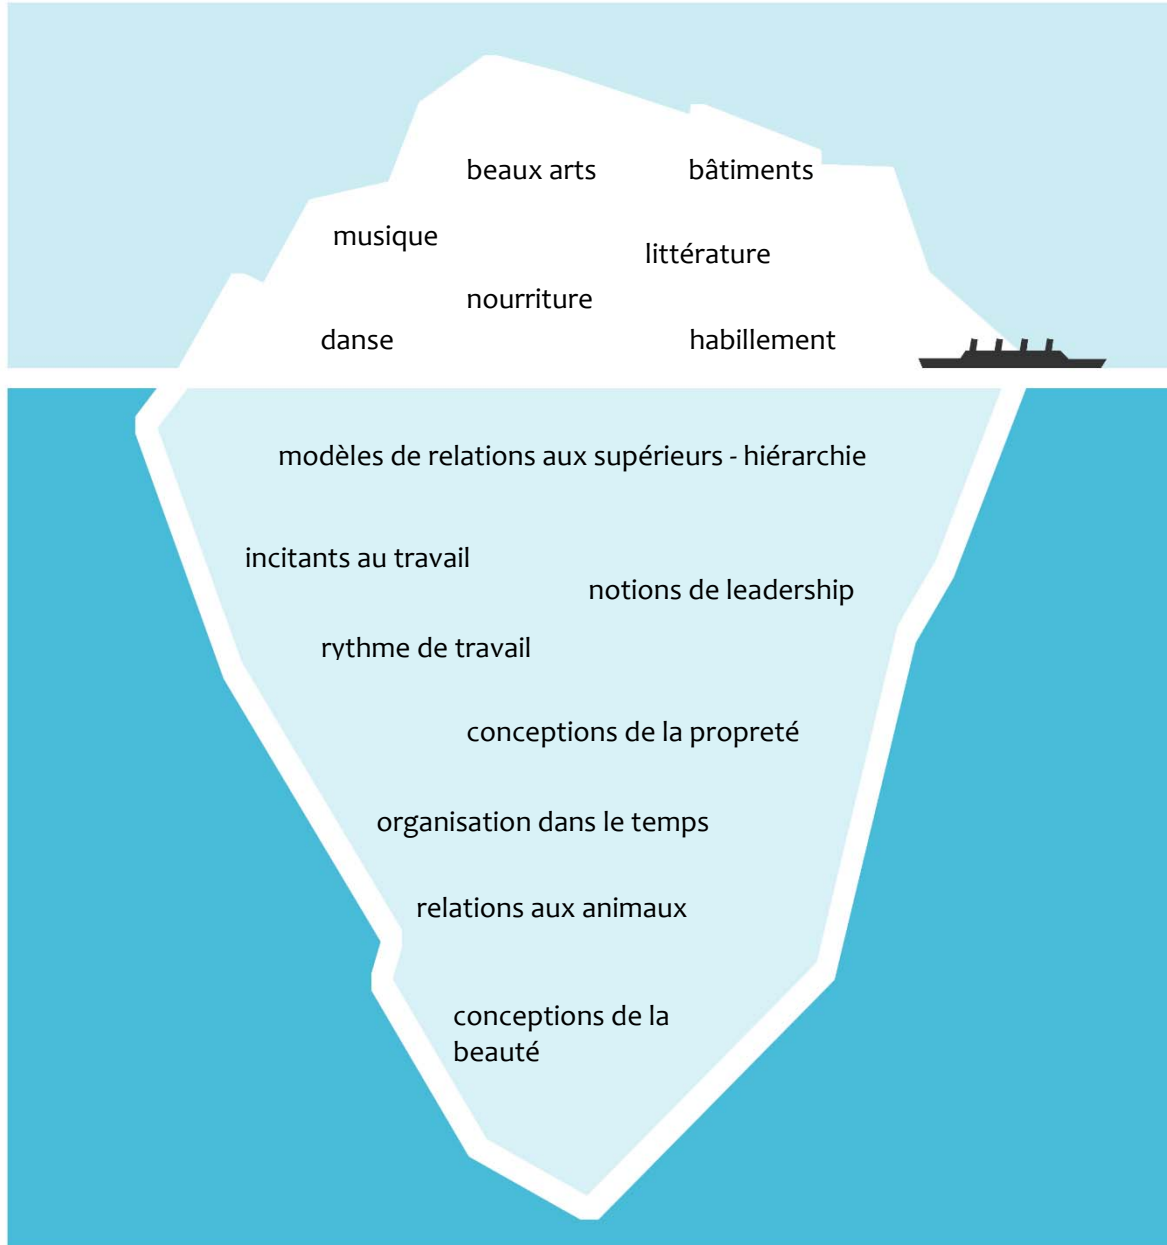 beaux arts
bâtiments
musique
littérature
nourriture
danse
habillement
modèles de relations aux supérieurs - hiérarchie
incitants au travail
notions de leadership
rythme de travail
conceptions de la propreté
organisation dans le temps
relations aux animaux
conceptions de la
beauté